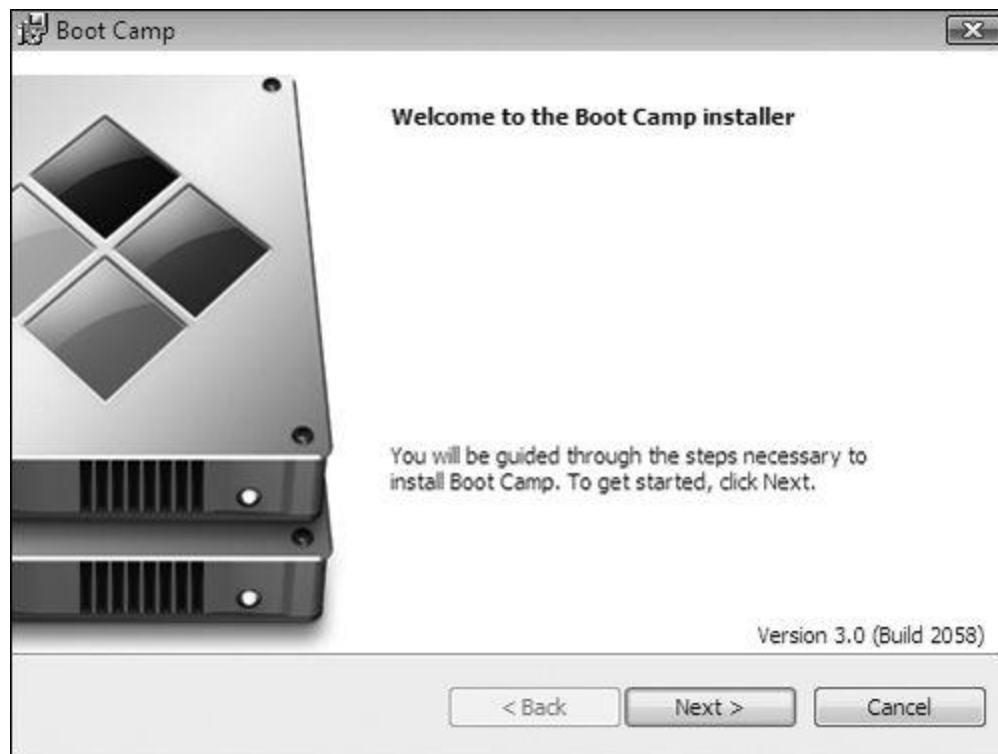 Boot Camp
Welcome to the Boot Camp installer
You will be guided through the steps necessary to
install Boot Camp. To get started, click Next.
Version 3.0 (Build 2058)
< Back
Next >
Cancel